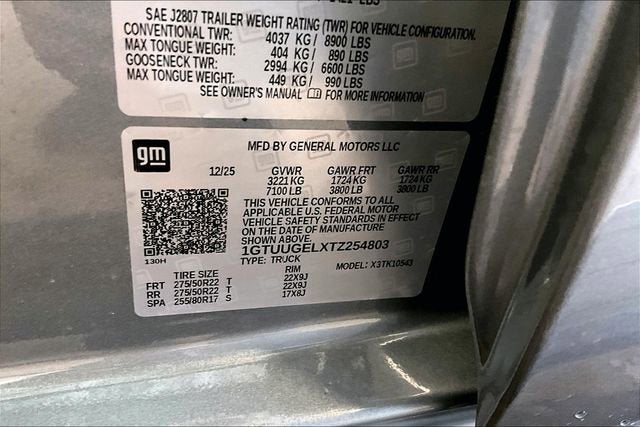 SAE J2807 TRAILER WEIGHT RATING (TWR) FOR VEHICLE CONFIGURATION.
CONVENTIONAL TWR: 4037 KG / 8900 LBS
MAX TONGUE WEIGHT: 404 KG / 890 LBS
GOOSENECK TWR: 2994 KG / 6600 LBS
MAX TONGUE WEIGHT: 449 KG / 990 LBS
SEE OWNER'S MANUAL FOR MORE INFORMATION
gm MFD BY GENERAL MOTORS LLC
12/25 GVWR GAWR FRT GAWR RR
3221 KG 1724 KG 1724 KG
7100 LB 3800 LB 3800 LB
THIS VEHICLE CONFORMS TO ALL
APPLICABLE U.S. FEDERAL MOTOR
VEHICLE SAFETY STANDARDS IN EFFECT
ON THE DATE OF MANUFACTURE
SHOWN ABOVE.
1GTUUGELXTZ254803
130H TYPE: TRUCK MODEL: X3TK10543
TIRE SIZE RIM
FRT 275/50R22 T 22X9J
RR 275/50R22 T 22X9J
SPA 255/80R17 S 17X8J